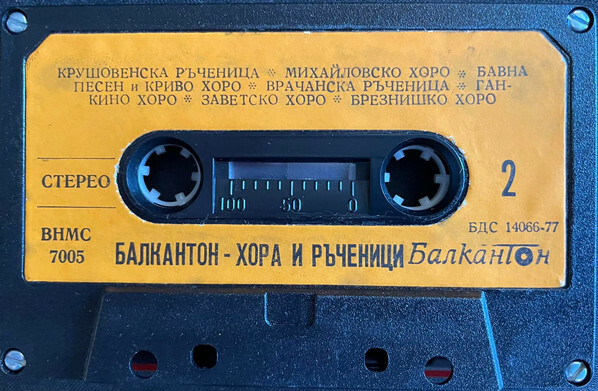 КРУШОВЕНСКА РЪЧЕНИЦА * МИХАЙЛОВСКО ХОРО * БАВНА
ПЕСЕН и КРИВО ХОРО * ВРАЧАНСКА РЪЧЕНИЦА * ГАН-
КИНО ХОРО * ЗАВЕТСКО ХОРО * БРЕЗНИШКО ХОРО
СТЕРЕО
100 50 0
2
ВНМС
7005
БДС 14066-77
БАЛКАНТОН - ХОРА И РЪЧЕНИЦИ
Балкантон